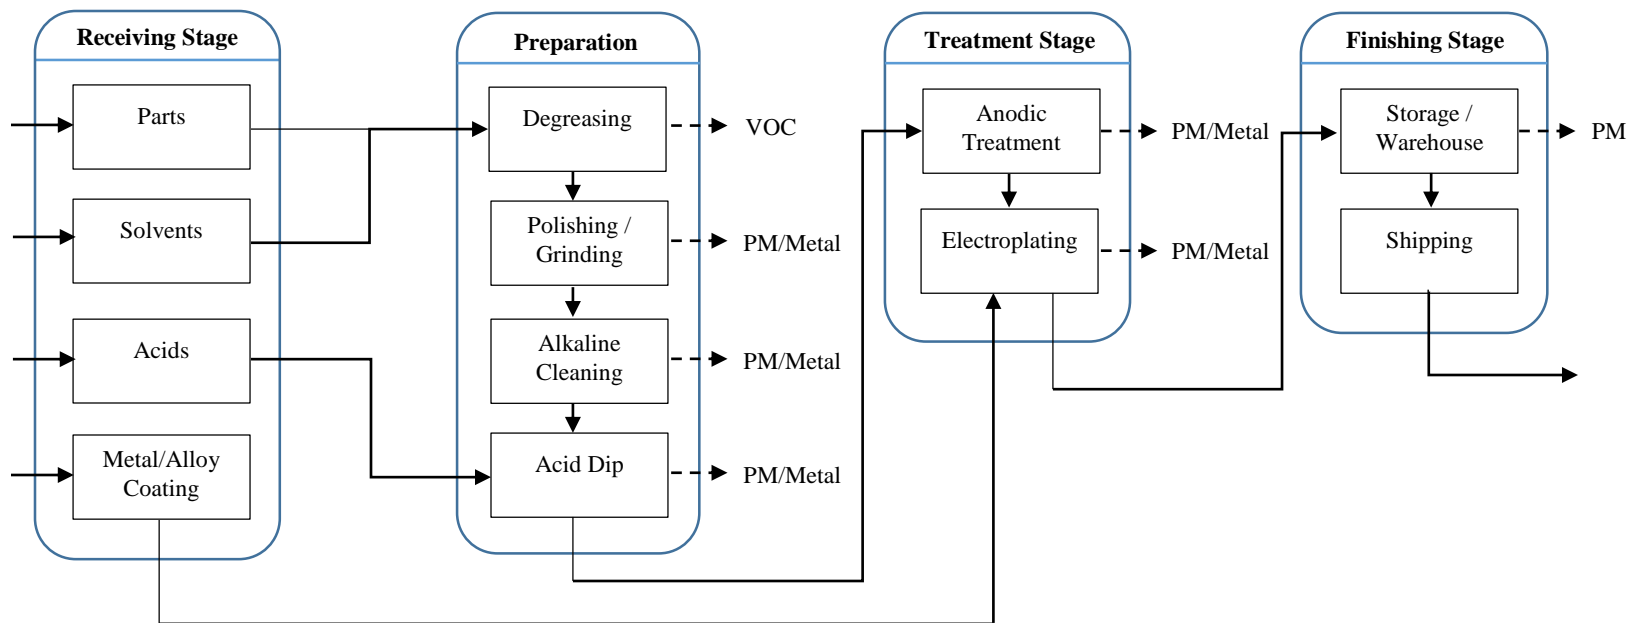 Receiving Stage
Parts
Solvents
Acids
Metal/Alloy
Coating
Preparation
Degreasing
VOC
Polishing /
Grinding
PM/Metal
Alkaline
Cleaning
PM/Metal
Acid Dip
PM/Metal
Treatment Stage
Anodic
Treatment
PM/Metal
Electroplating
PM/Metal
Finishing Stage
Storage /
Warehouse
PM
Shipping